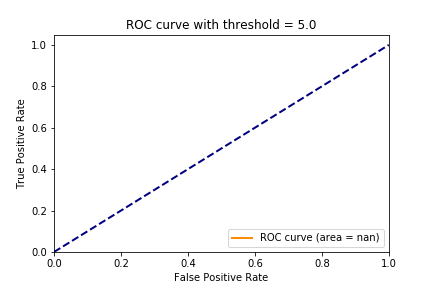 ROC curve with threshold = 5.0
True Positive Rate
1.0
0.8
0.6
0.4
0.2
0.0
ROC curve (area = nan)
0.0 0.2 0.4 0.6 0.8 1.0
False Positive Rate